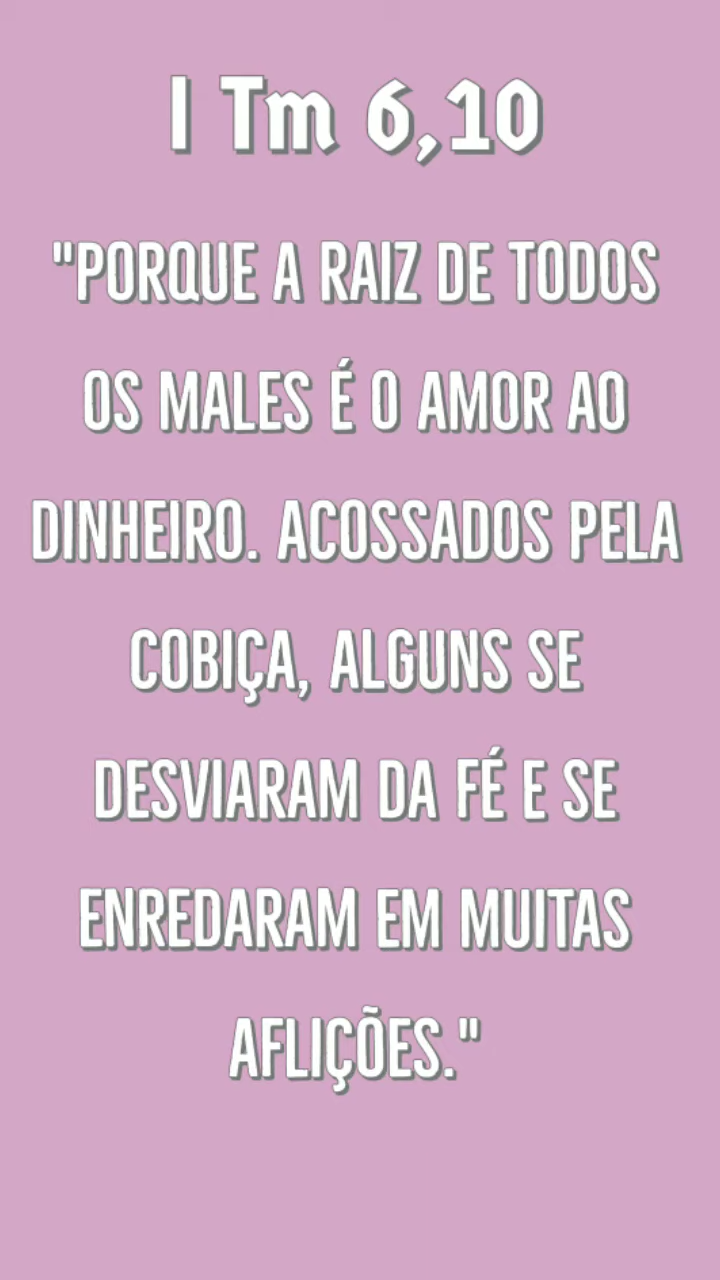 I Tm 6,10
"PORQUE A RAIZ DE TODOS
OS MALES É O AMOR AO
DINHEIRO. ACOSSADOS PELA
COBIÇA, ALGUNS SE
DESVIARAM DA FÉ E SE
ENREDARAM EM MUITAS
AFLIÇÕES."